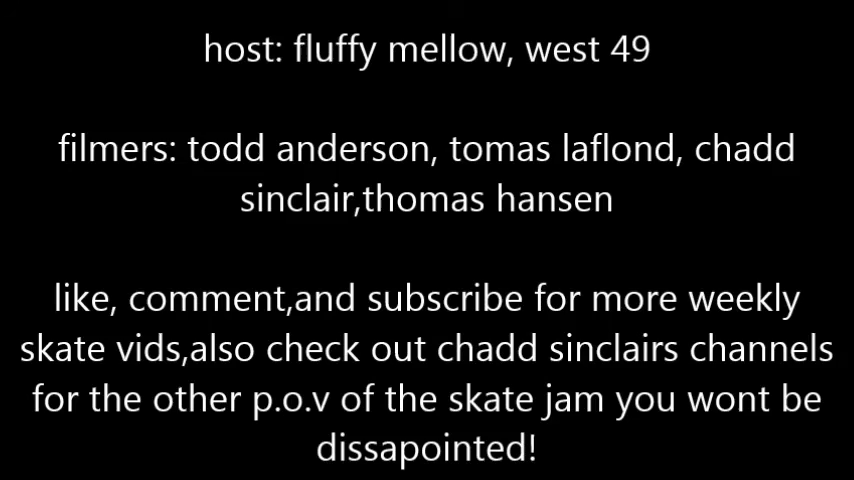 host: fluffy mellow, west 49
filmers: todd anderson, tomas laflond, chadd
sinclair,thomas hansen
like, comment,and subscribe for more weekly
skate vids,also check out chadd sinclairs channels
for the other p.o.v of the skate jam you wont be
dissapointed!